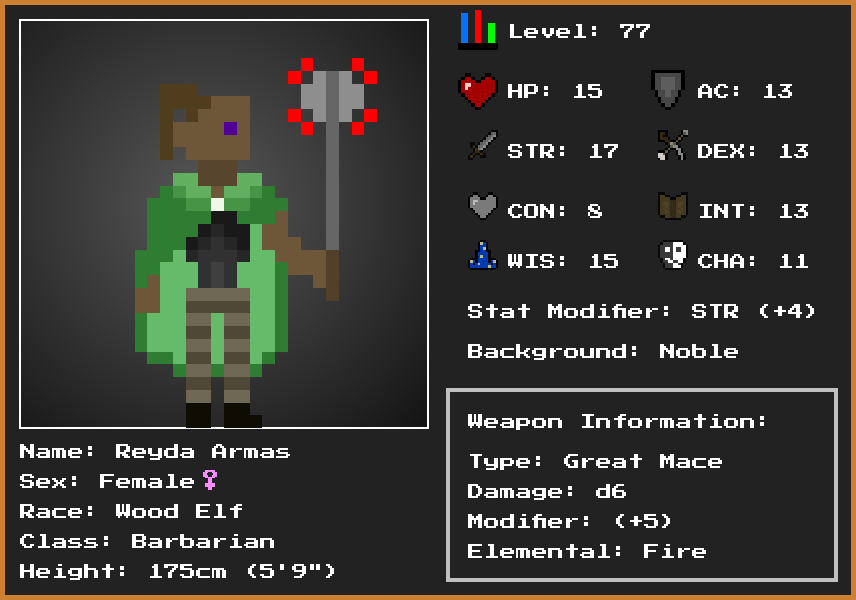 Level: 77
HP: 15 AC: 13
STR: 17 DEX: 13
CON: 8 INT: 13
WIS: 15 CHA: 11
Stat Modifier: STR (+4)
Background: Noble
Weapon Information:
Type: Great Mace
Damage: d6
Modifier: (+5)
Elemental: Fire
Name: Reyda Armas
Sex: Female♀
Race: Wood Elf
Class: Barbarian
Height: 175cm (5'9")